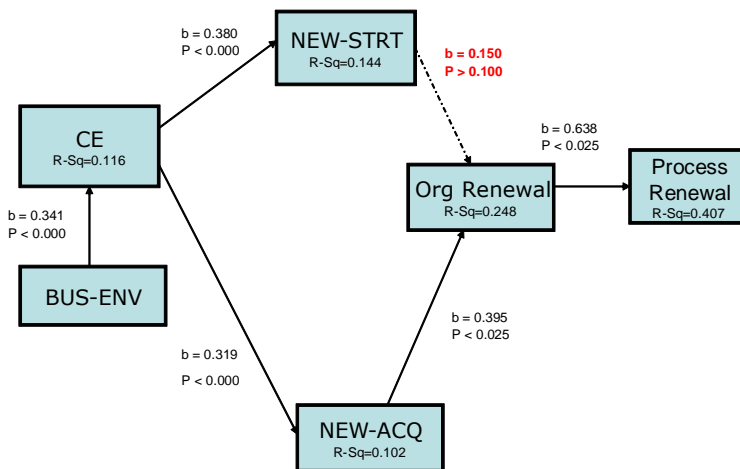 b = 0.380
P < 0.000
NEW-STRT
R-Sq=0.144
b = 0.150
P > 0.100
CE
R-Sq=0.116
b = 0.638
P < 0.025
Org Renewal
R-Sq=0.248
Process
Renewal
R-Sq=0.407
b = 0.341
P < 0.000
BUS-ENV
b = 0.395
P < 0.025
b = 0.319
P < 0.000
NEW-ACQ
R-Sq=0.102